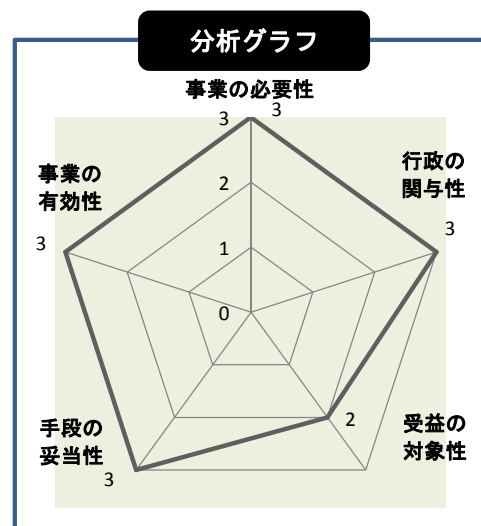 分析グラフ
事業の必要性
3
3
行政の
関与性
3
事業の
有効性
3
2
1
0
2
受益の
対象性
手段の
妥当性
3